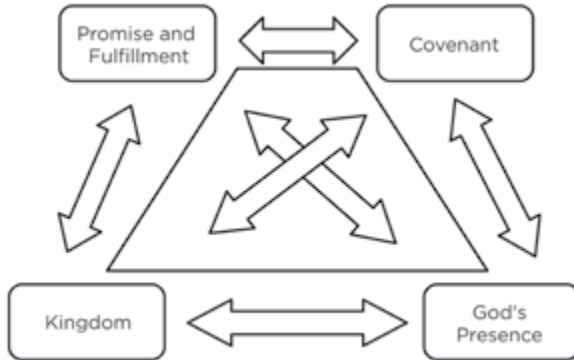 Promise and
Fulfillment
Covenant
Kingdom
God's
Presence